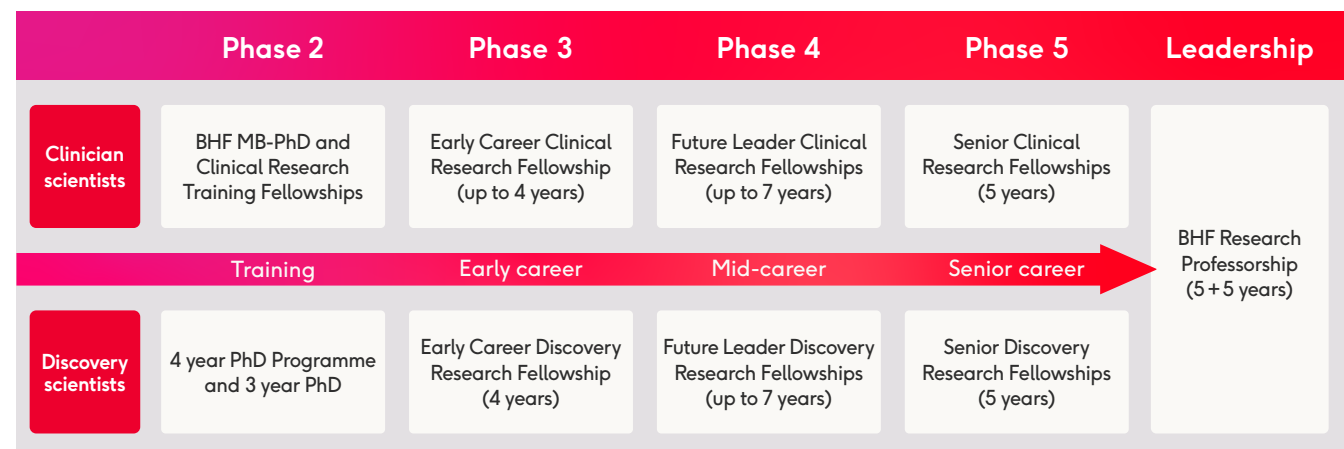 Phase 2
Phase 3
Phase 4
Phase 5
Leadership
Clinician
scientists
BHF MB-PhD and
Clinical Research
Training Fellowships
Early Career Clinical
Research Fellowship
(up to 4 years)
Future Leader Clinical
Research Fellowships
(up to 7 years)
Senior Clinical
Research Fellowships
(5 years)
BHF Research
Professorship
(5 + 5 years)
Training
Early career
Mid-career
Senior career
Discovery
scientists
4 year PhD Programme
and 3 year PhD
Early Career Discovery
Research Fellowship
(4 years)
Future Leader Discovery
Research Fellowships
(up to 7 years)
Senior Discovery
Research Fellowships
(5 years)